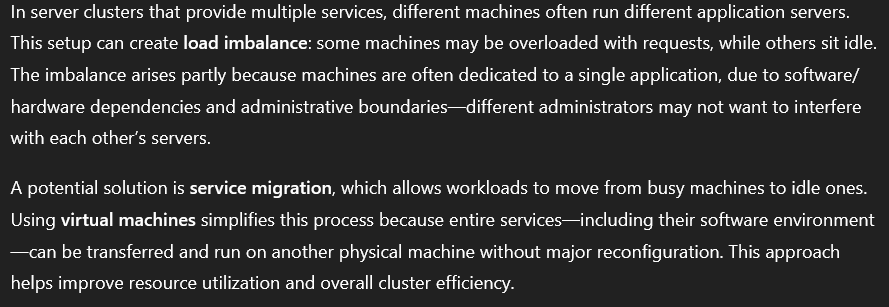 In server clusters that provide multiple services, different machines often run different application servers.
This setup can create load imbalance: some machines may be overloaded with requests, while others sit idle.
The imbalance arises partly because machines are often dedicated to a single application, due to software/
hardware dependencies and administrative boundaries—different administrators may not want to interfere
with each other’s servers.
A potential solution is service migration, which allows workloads to move from busy machines to idle ones.
Using virtual machines simplifies this process because entire services—including their software environment
—can be transferred and run on another physical machine without major reconfiguration. This approach
helps improve resource utilization and overall cluster efficiency.